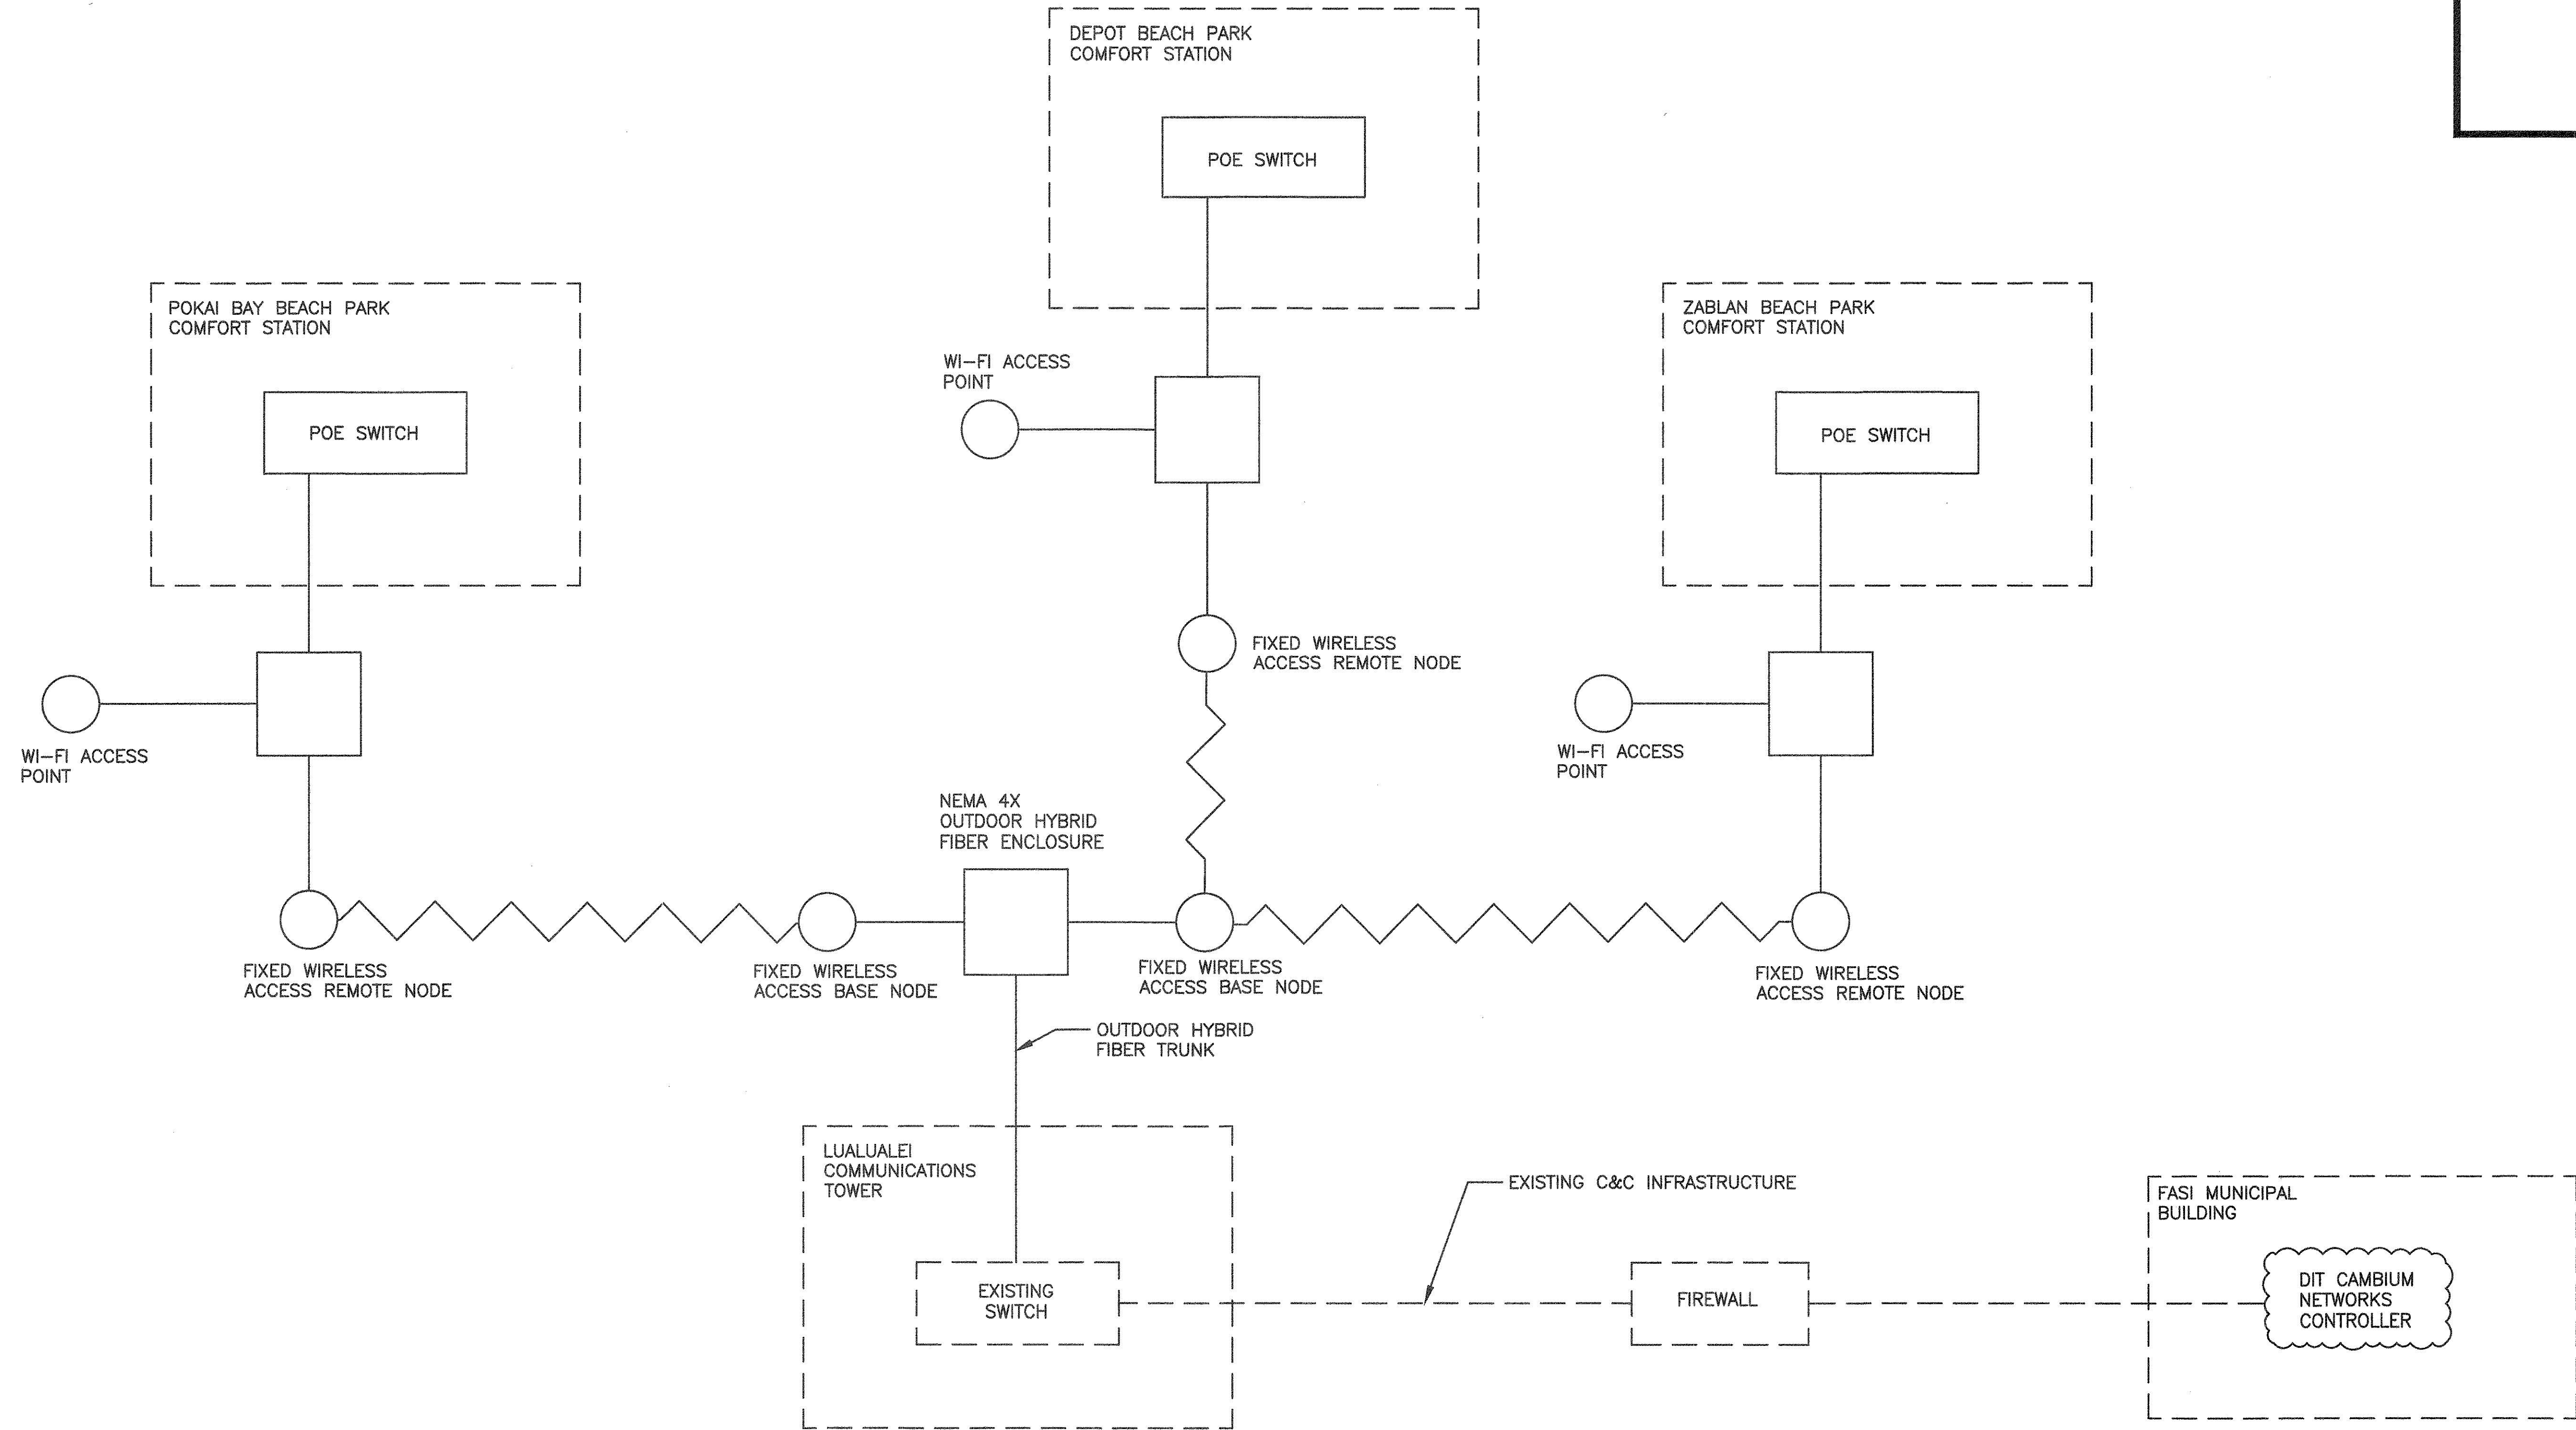 DEPOT BEACH PARK
COMFORT STATION
POE SWITCH
POKAI BAY BEACH PARK
COMFORT STATION
POE SWITCH
ZABLAN BEACH PARK
COMFORT STATION
POE SWITCH
WI-FI ACCESS
POINT
FIXED WIRELESS
ACCESS REMOTE NODE
WI-FI ACCESS
POINT
WI-FI ACCESS
POINT
NEMA 4X
OUTDOOR HYBRID
FIBER ENCLOSURE
FIXED WIRELESS
ACCESS REMOTE NODE
FIXED WIRELESS
ACCESS BASE NODE
FIXED WIRELESS
ACCESS BASE NODE
FIXED WIRELESS
ACCESS REMOTE NODE
OUTDOOR HYBRID
FIBER TRUNK
LUALUALEI
COMMUNICATIONS
TOWER
EXISTING C&C INFRASTRUCTURE
FASI MUNICIPAL
BUILDING
EXISTING
SWITCH
FIREWALL
DIT CAMBIUM
NETWORKS
CONTROLLER